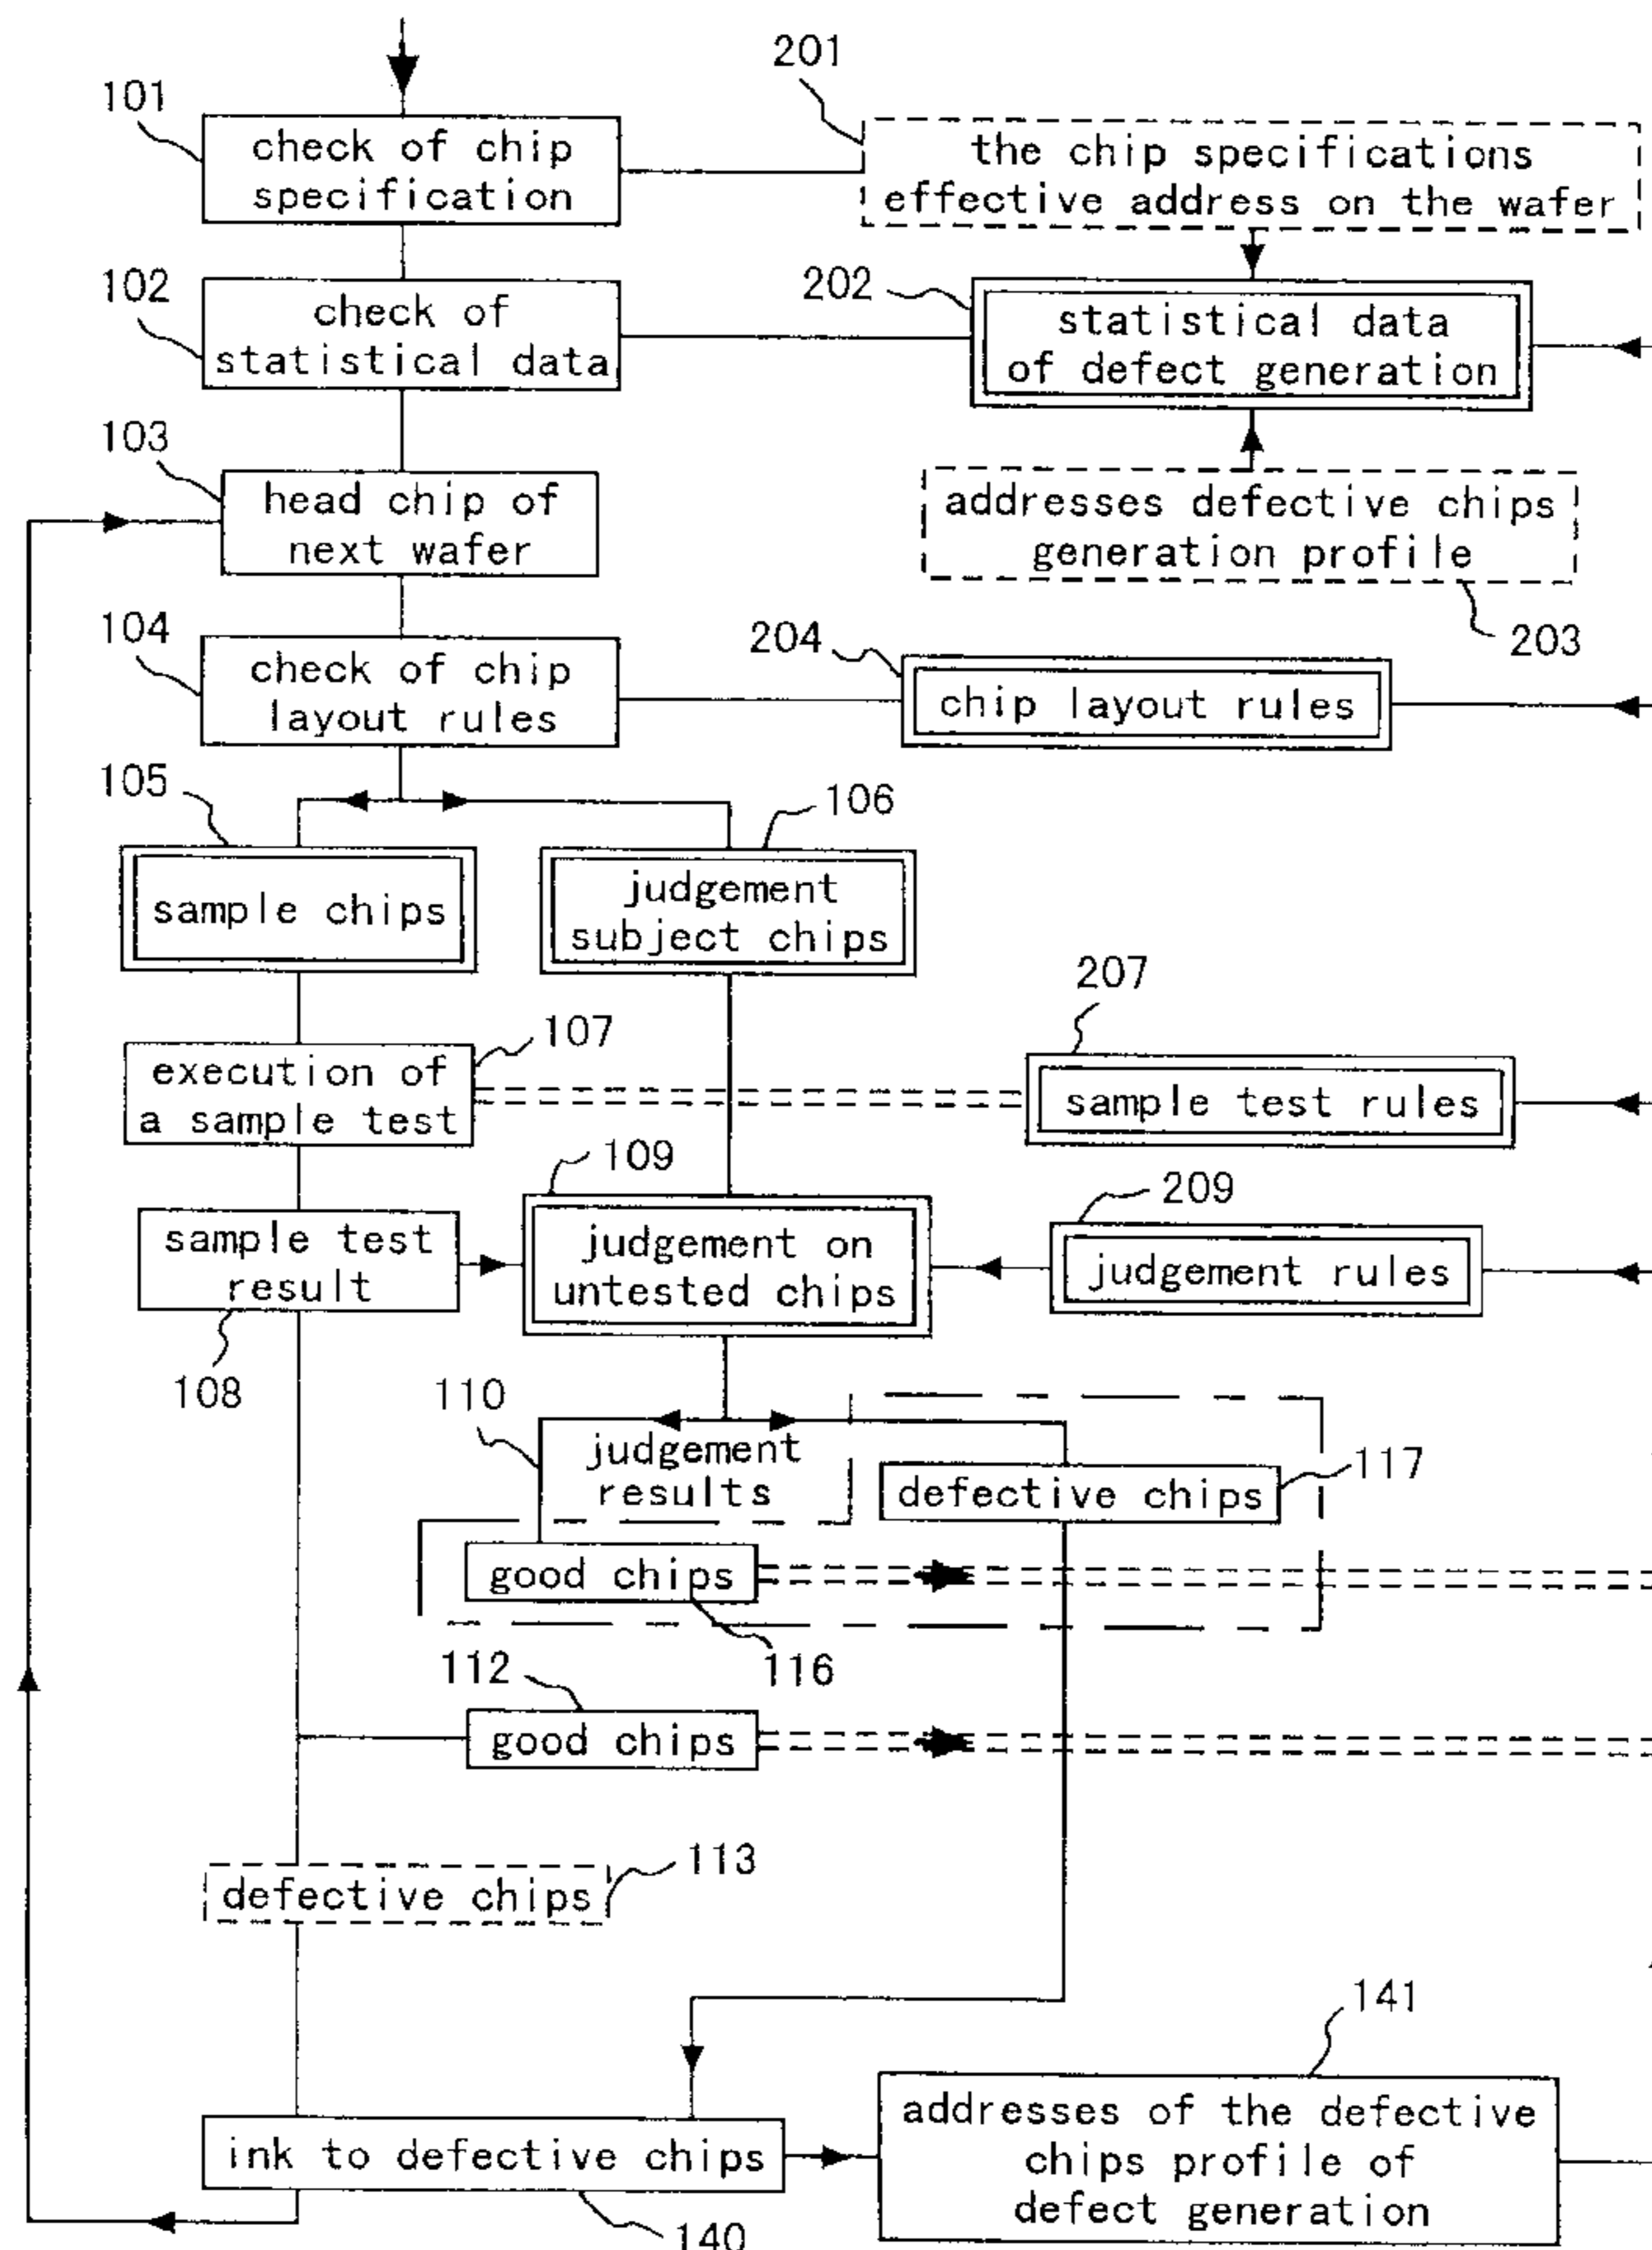 201
101
check of chip
specification
the chip specifications
effective address on the wafer
102
check of
statistical data
202
statistical data
of defect generation
103
head chip of
next wafer
addresses defective chips
generation profile
203
104
check of chip
layout rules
204
chip layout rules
105
106
sample chips
judgement
subject chips
207
107
execution of
a sample test
sample test rules
109
209
sample test
result
judgement on
untested chips
judgement rules
108
110
judgement
results
117
defective chips
good chips
116
112
good chips
113
defective chips
141
ink to defective chips
addresses of the defective
chips profile of
defect generation
140